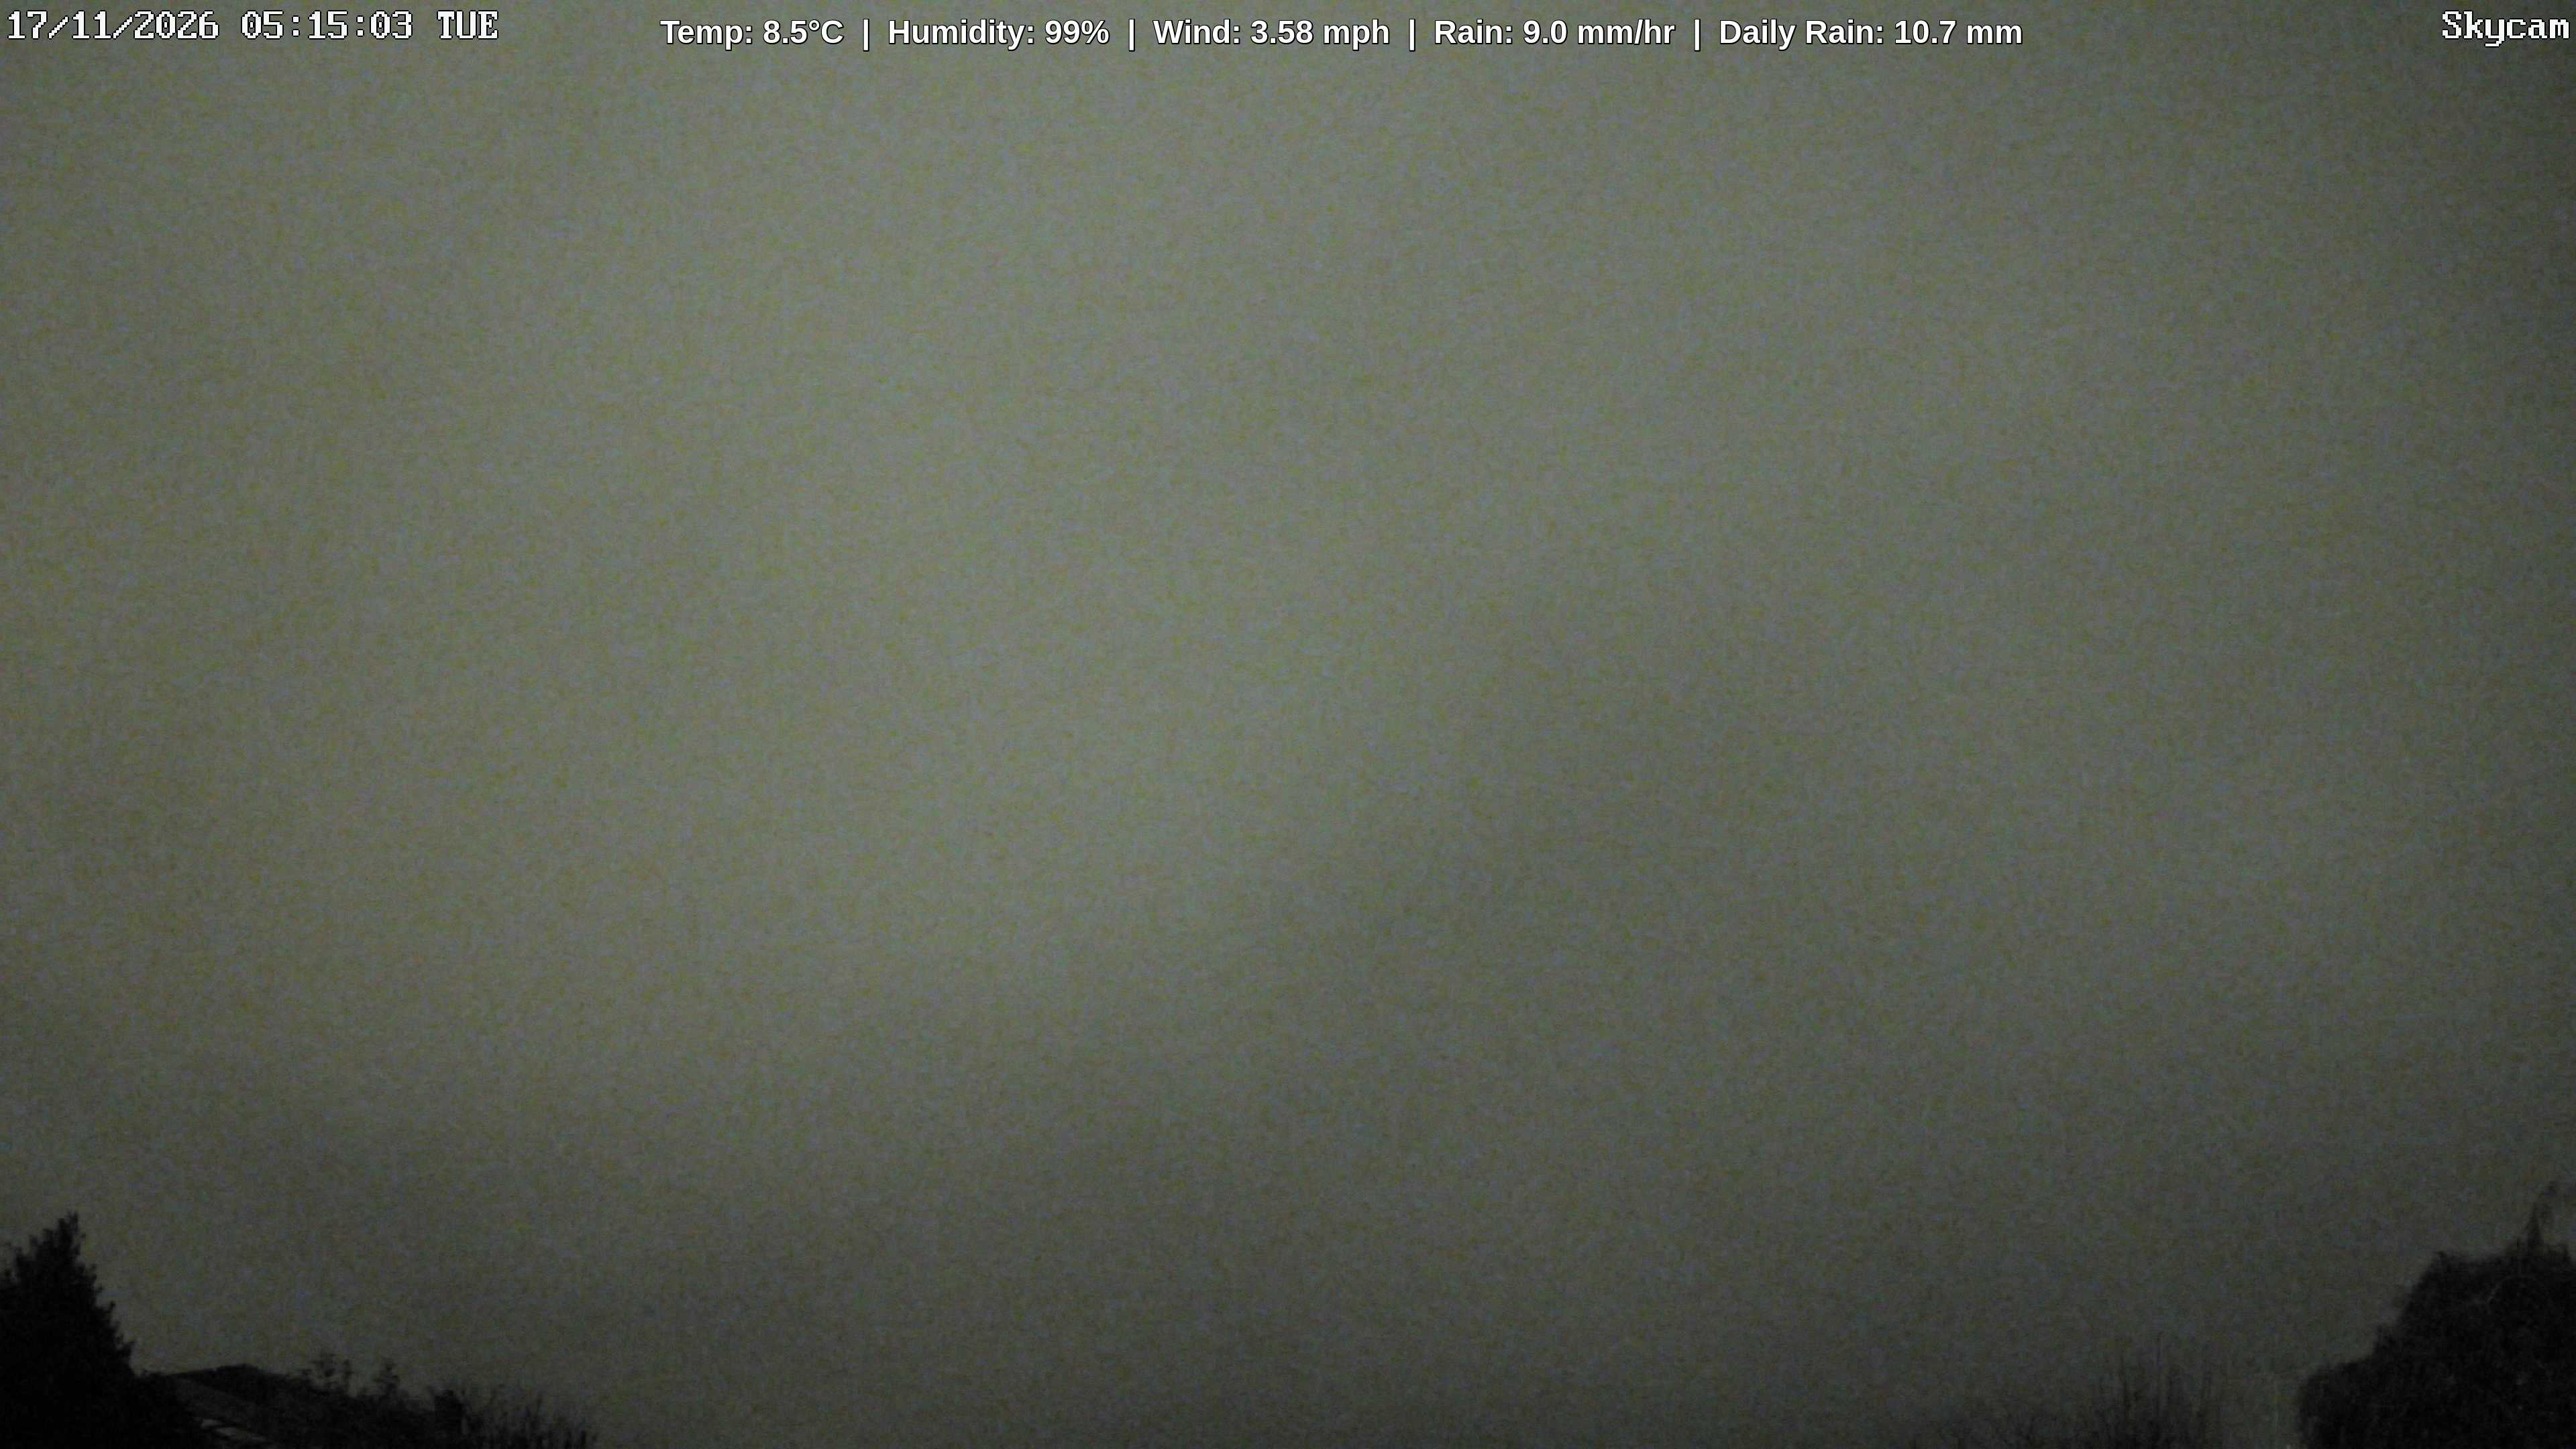 17/11/2026 05:15:03 TUE
Temp: 8.5°C | Humidity: 99% | Wind: 3.58 mph | Rain: 9.0 mm/hr | Daily Rain: 10.7 mm
Skycam